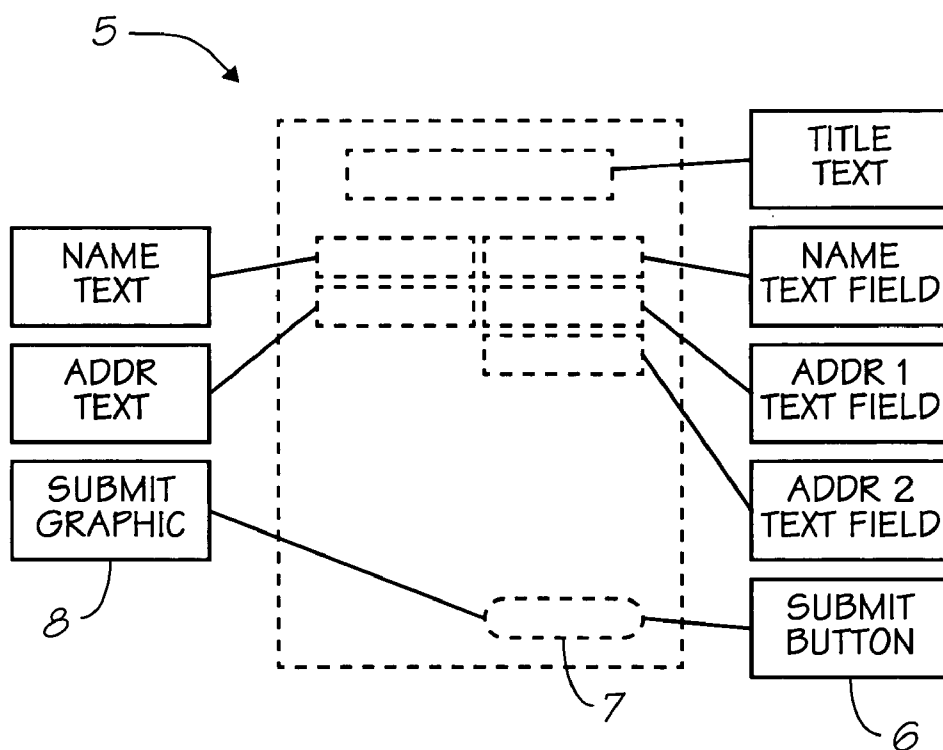 5
TITLE
TEXT
NAME
TEXT
NAME
TEXT FIELD
ADDR
TEXT
ADDR 1
TEXT FIELD
SUBMIT
GRAPHIC
ADDR 2
TEXT FIELD
8
7
SUBMIT
BUTTON
6